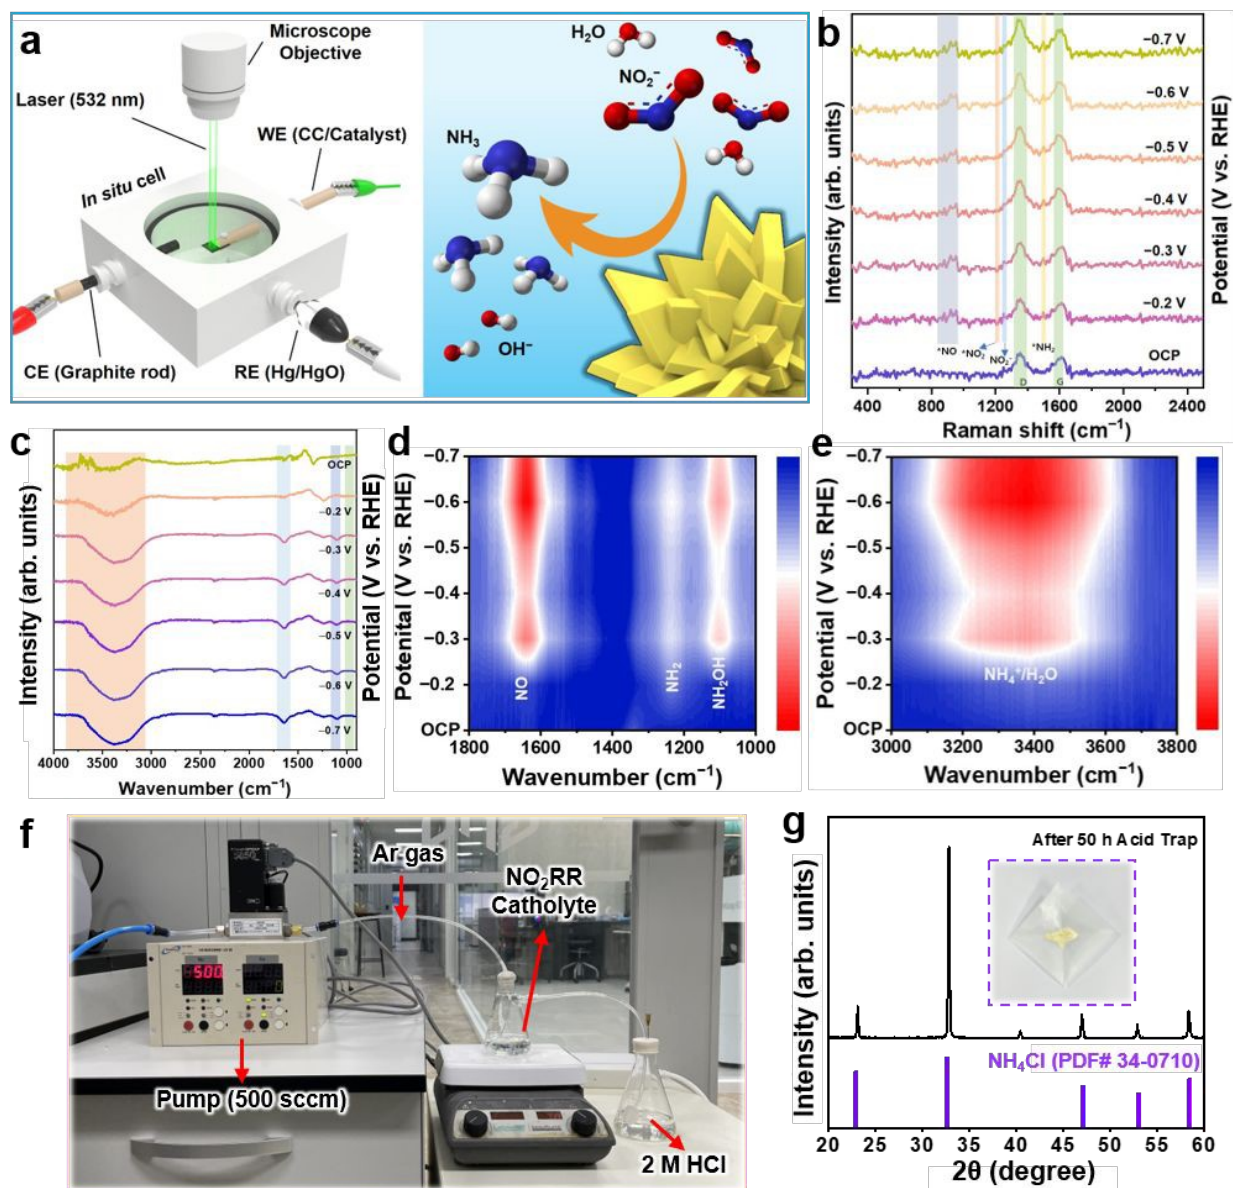 a
Microscope
Objective
Laser (532 nm)
WE (CC/Catalyst)
In situ cell
CE (Graphite rod)
RE (Hg/HgO)
H₂O
NO₂⁻
NH₃
OH⁻
b
Intensity (arb. units)
Potential (V vs. RHE)
−0.7 V
−0.6 V
−0.5 V
−0.4 V
−0.3 V
−0.2 V
OCP
*NO
*NO₂
NO₂⁻
*NH₂
D
G
400 800 1200 1600 2000 2400
Raman shift (cm⁻¹)
c
Intensity (arb. units)
Potential (V vs. RHE)
OCP
−0.2 V
−0.3 V
−0.4 V
−0.5 V
−0.6 V
−0.7 V
4000 3500 3000 2500 2000 1500 1000
Wavenumber (cm⁻¹)
d
Potenital (V vs. RHE)
−0.7
−0.6
−0.5
−0.4
−0.3
−0.2
OCP
NO
NH₂
NH₂OH
1800 1600 1400 1200 1000
Wavenumber (cm⁻¹)
e
Potential (V vs. RHE)
−0.7
−0.6
−0.5
−0.4
−0.3
−0.2
OCP
NH₄⁺/H₂O
3000 3200 3400 3600 3800
Wavenumber (cm⁻¹)
f
Ar gas
NO₂RR
Catholyte
500
Pump (500 sccm)
2 M HCl
g
Intensity (arb. units)
After 50 h Acid Trap
NH₄Cl (PDF# 34-0710)
20 25 30 35 40 45 50 55 60
2θ (degree)